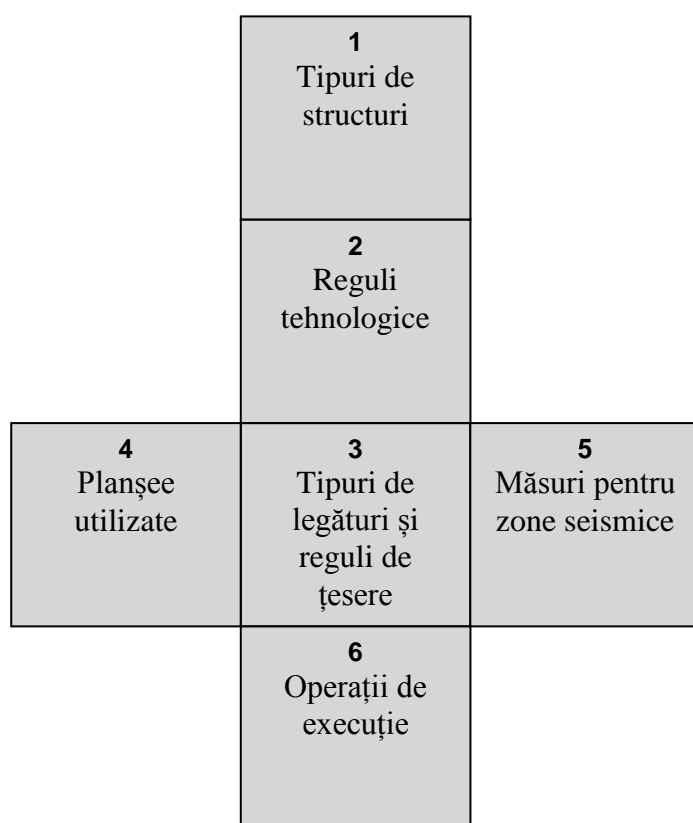 1
Tipuri de
structuri
2
Reguli
tehnologice
4
Planșee
utilizate
3
Tipuri de
legături și
reguli de
țesere
5
Măsuri pentru
zone seismice
6
Operații de
execuție